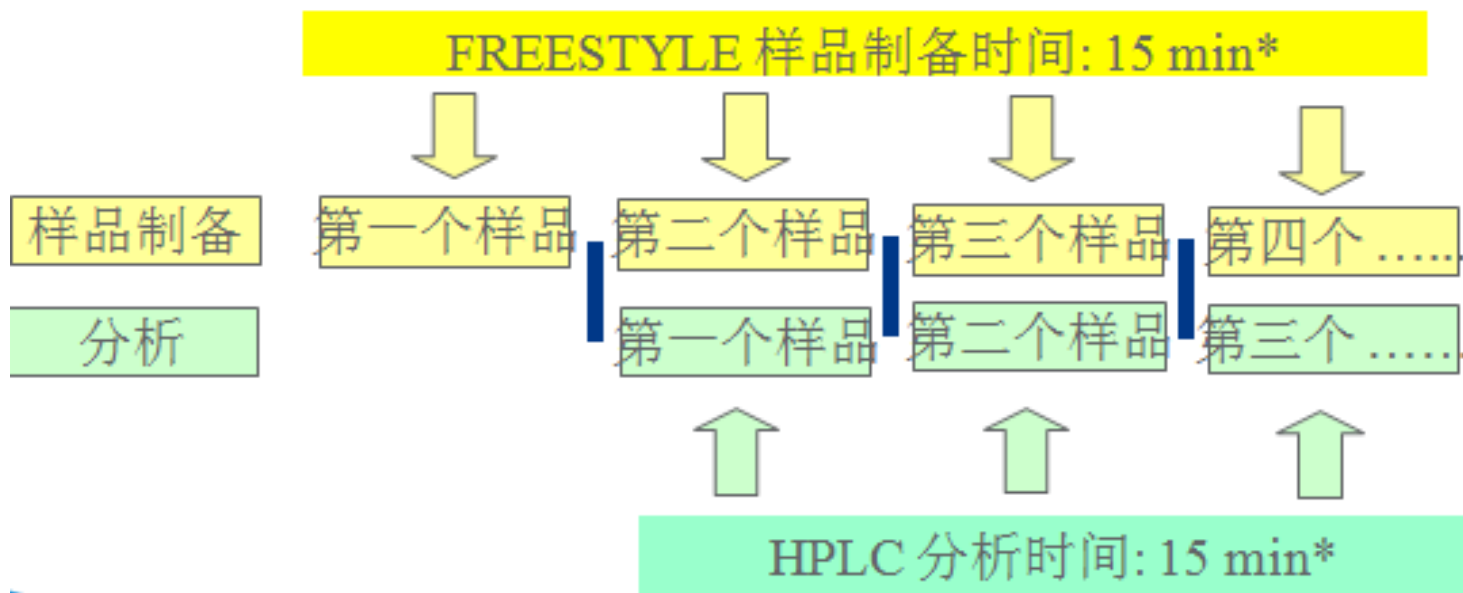 FREESTYLE 样品制备时间: 15 min*
样品制备
第一个样品
第二个样品
第三个样品
第四个 …...
分析
第一个样品
第二个样品
第三个 ……
HPLC 分析时间: 15 min*